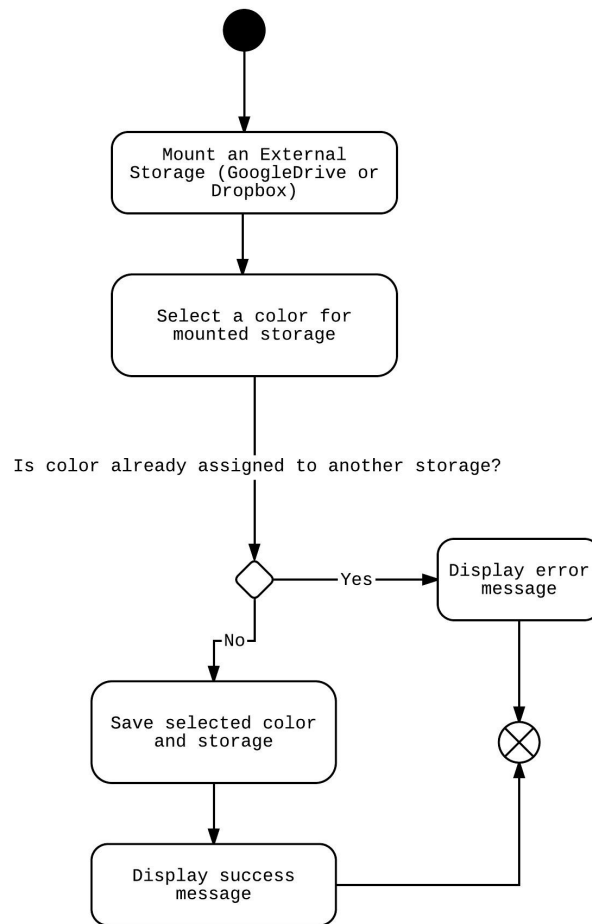 Mount an External
Storage (GoogleDrive or
Dropbox)
Select a color for
mounted storage
Is color already assigned to another storage?
Yes
Display error
message
No
Save selected color
and storage
Display success
message